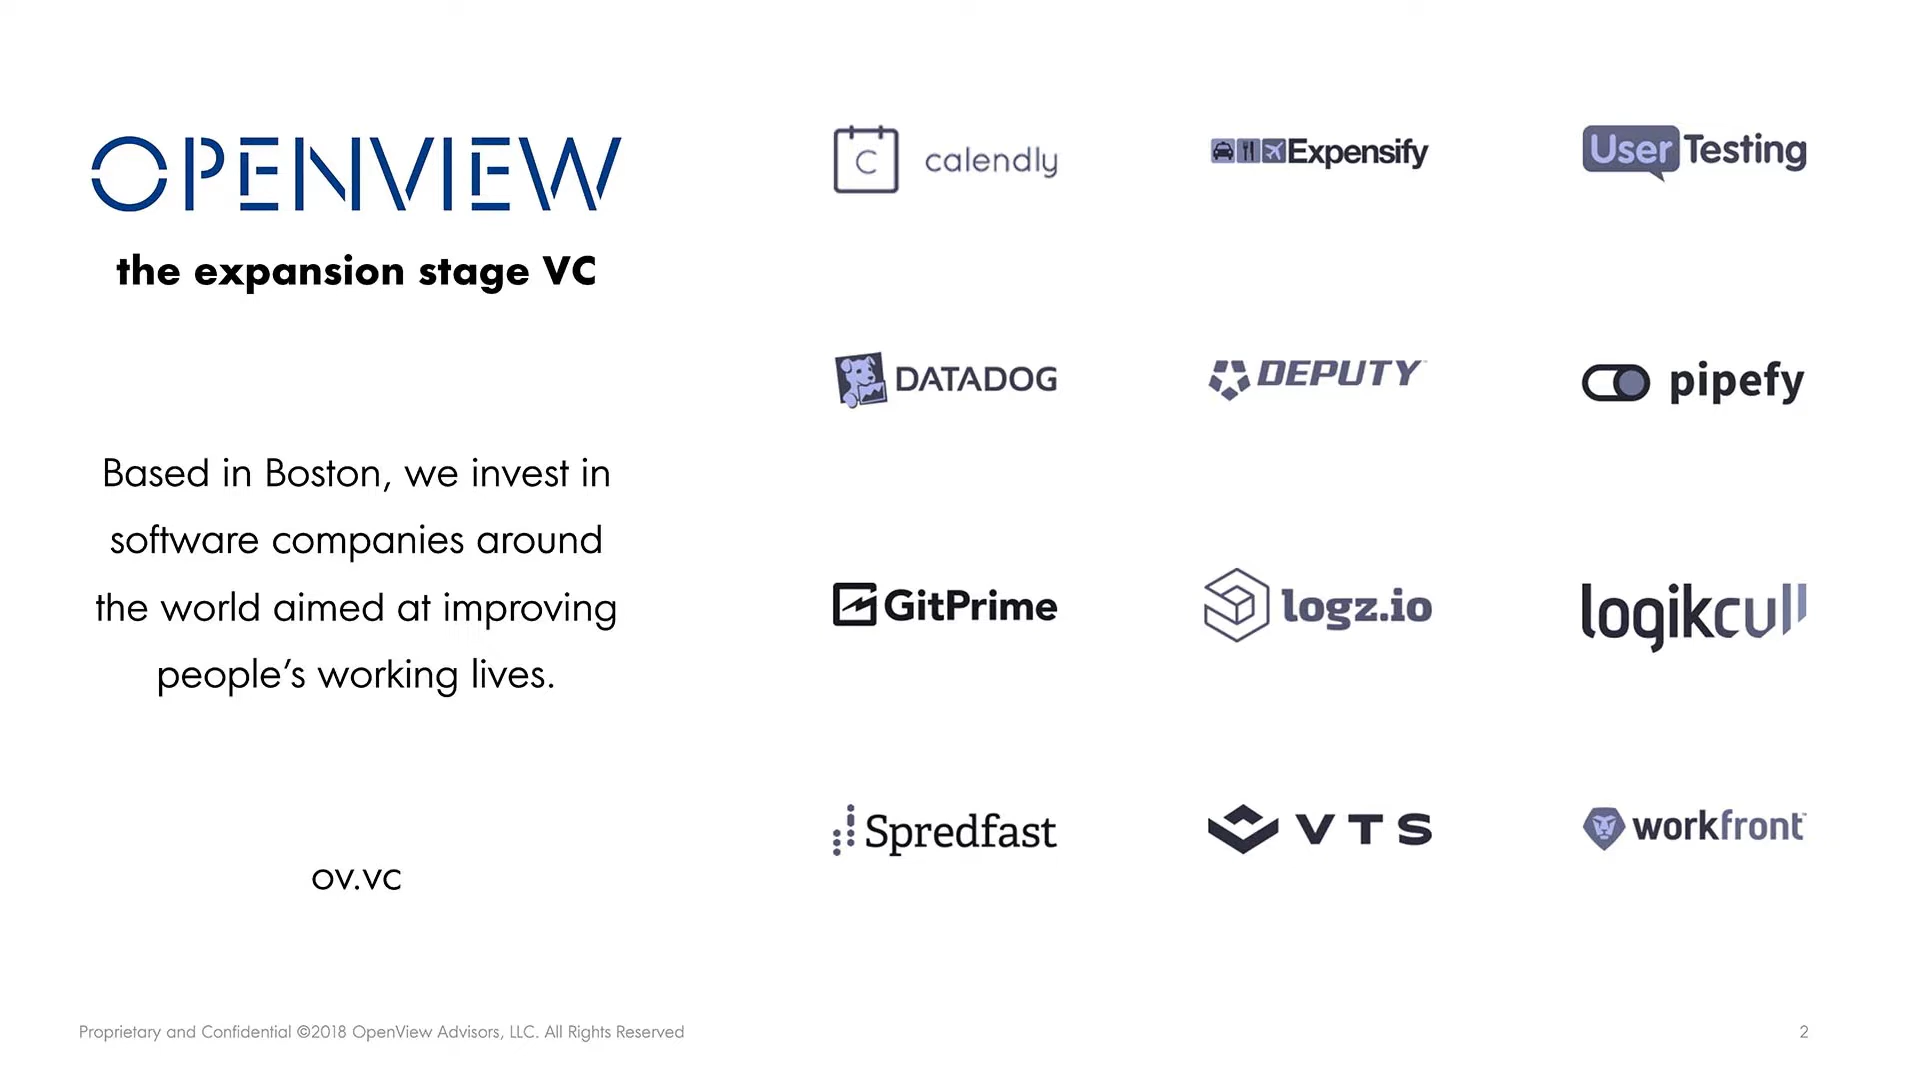 OPENVIEW
the expansion stage VC
Based in Boston, we invest in
software companies around
the world aimed at improving
people's working lives.
ov.vc
C calendly
Expensify
UserTesting
DATADOG
DEPUTY
pipefy
GitPrime
logz.io
logikcull
Spredfast
VTS
workfront™
Proprietary and Confidential ©2018 OpenView Advisors, LLC. All Rights Reserved
2